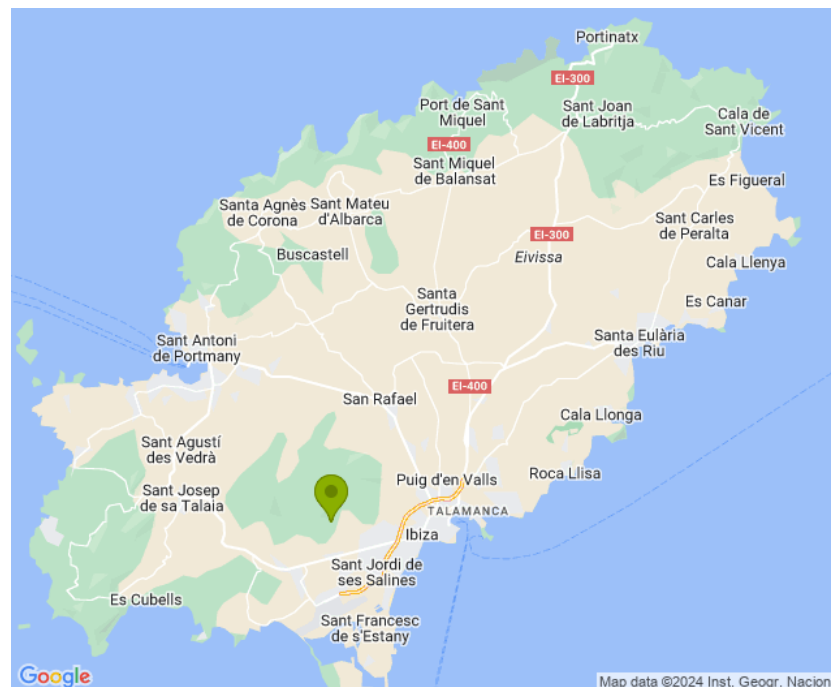 Portinatx
EI-300
Port de Sant
Miquel
Sant Joan
de Labritja
Cala de
Sant Vicent
EI-400
Sant Miquel
de Balansat
Es Figueral
Santa Agnès
de Corona
Sant Mateu
d'Albarca
Sant Carles
de Peralta
EI-300
Buscastell
Eivissa
Cala Llenya
Santa
Gertrudis
de Fruitera
Es Canar
Sant Antoni
de Portmany
Santa Eulària
des Riu
EI-400
San Rafael
Cala Llonga
Sant Agustí
des Vedrà
Puig d'en Valls
Roca Llisa
Sant Josep
de sa Talaia
TALAMANCA
Ibiza
Sant Jordi de
ses Salines
Es Cubells
Sant Francesc
de s'Estany
Google
Map data ©2024 Inst. Geogr. Nacion